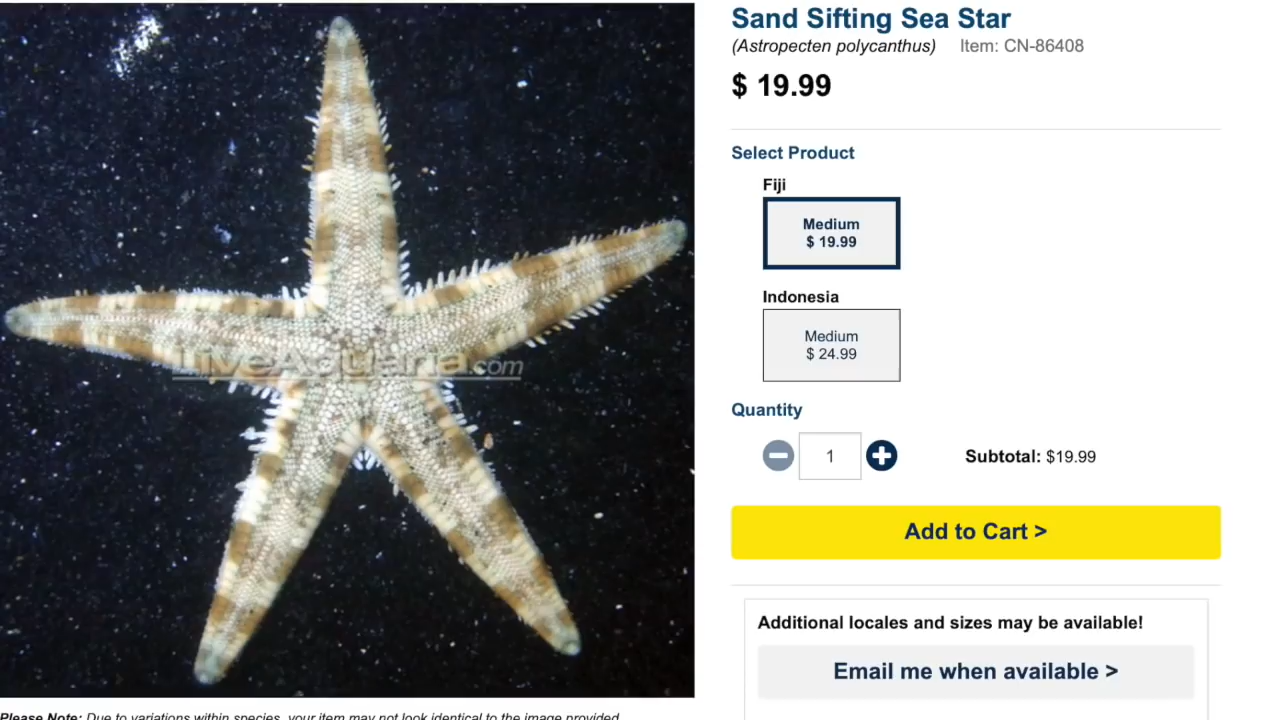 Sand Sifting Sea Star
(Astropecten polycanthus) Item: CN-86408
$ 19.99
Select Product
Fiji
Medium
$ 19.99
Indonesia
Medium
$ 24.99
Quantity
1
Subtotal: $19.99
Add to Cart >
Additional locales and sizes may be available!
Email me when available >
LiveAquaria.com
Please Note: Due to variations within species, your item may not look identical to the image provided.